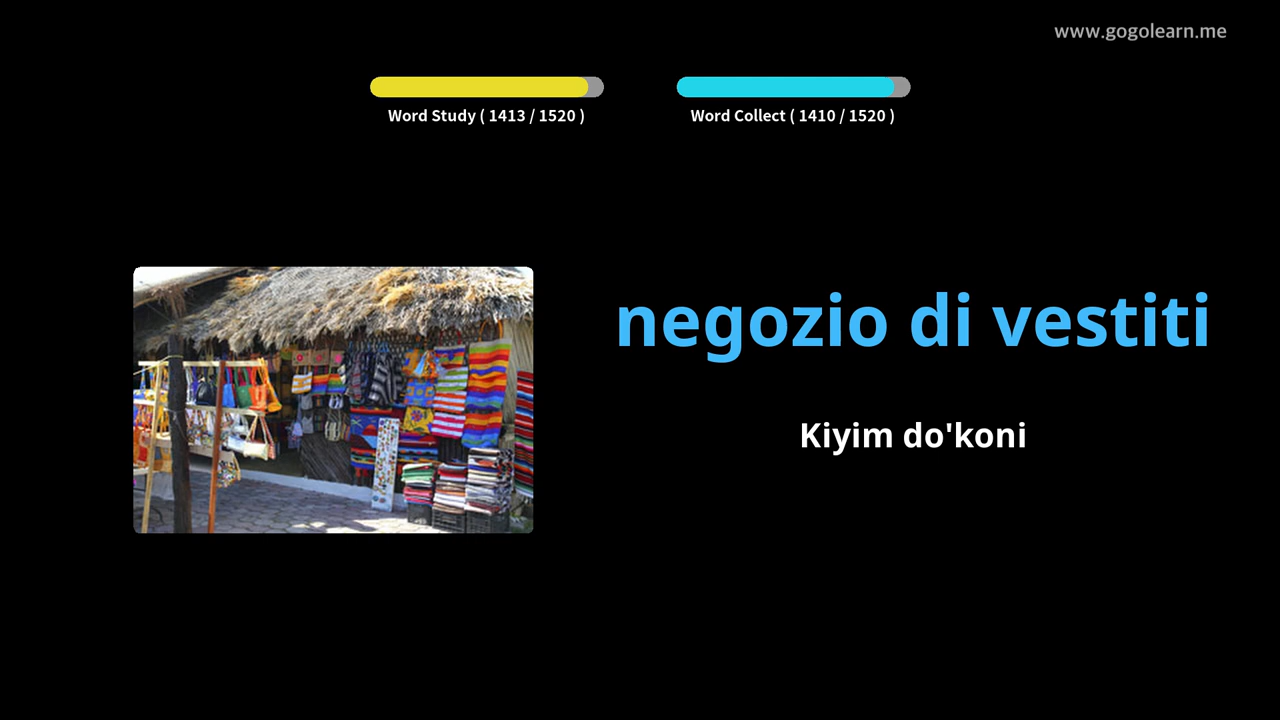 www.gogolearn.me
Word Study ( 1413 / 1520 )
Word Collect ( 1410 / 1520 )
negozio di vestiti
Kiyim do'koni